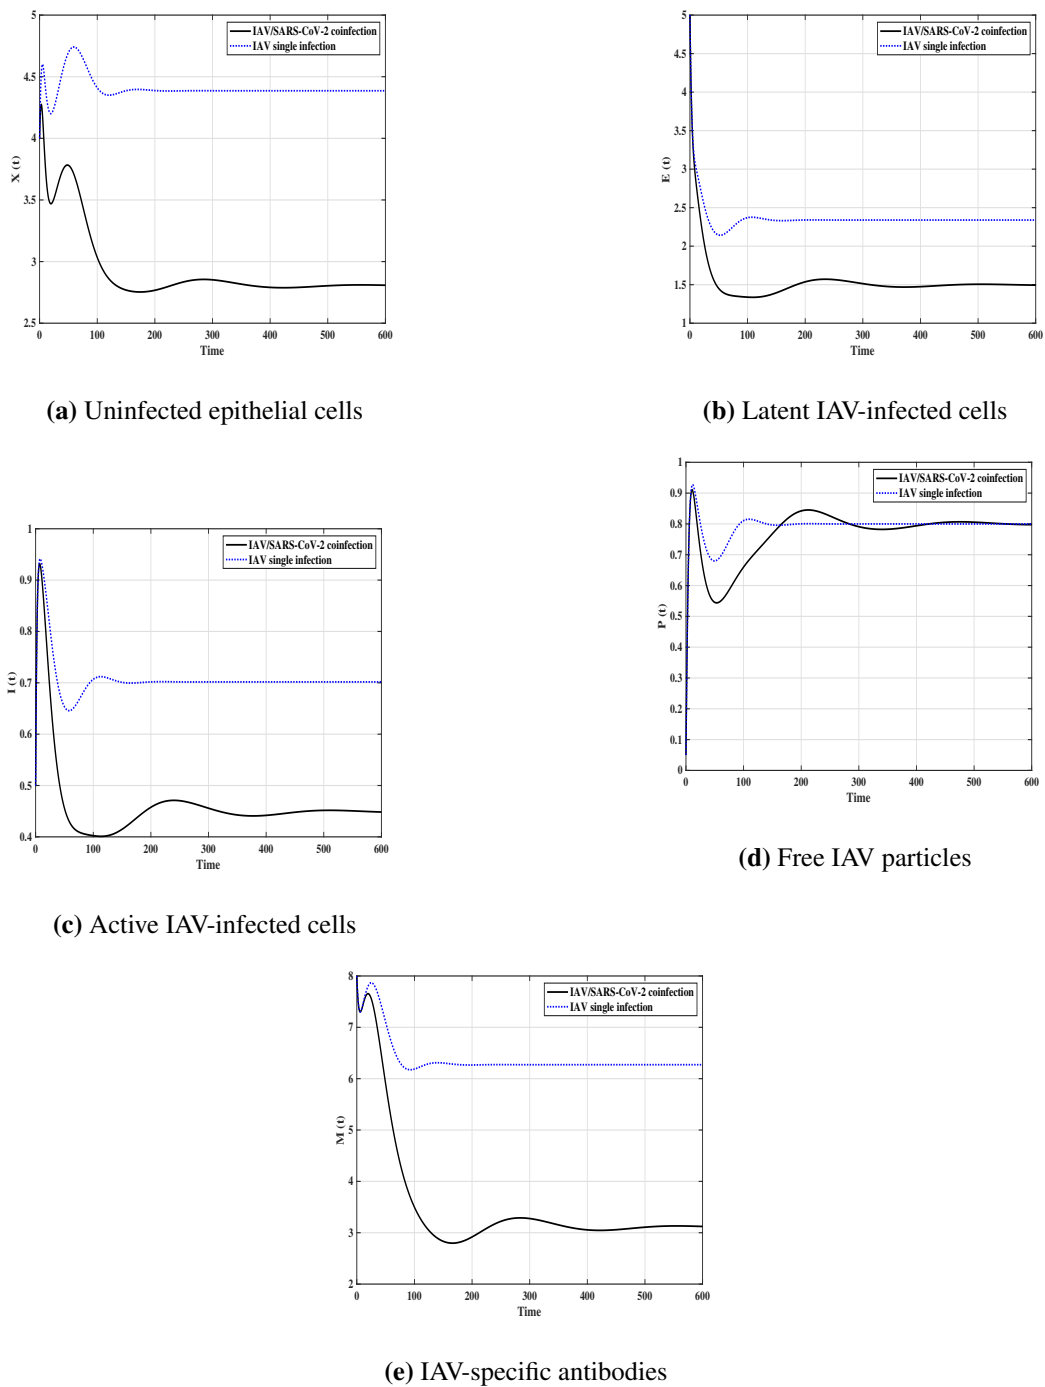 5
4.5
4
3.5
3
2.5
X (t)
0 100 200 300 400 500 600
Time
IAV/SARS-CoV-2 coinfection
IAV single infection
(a) Uninfected epithelial cells
5
4.5
4
3.5
3
2.5
2
1.5
1
E (t)
0 100 200 300 400 500 600
Time
IAV/SARS-CoV-2 coinfection
IAV single infection
(b) Latent IAV-infected cells
1
0.9
0.8
0.7
0.6
0.5
0.4
I (t)
0 100 200 300 400 500 600
Time
IAV/SARS-CoV-2 coinfection
IAV single infection
(c) Active IAV-infected cells
1
0.9
0.8
0.7
0.6
0.5
0.4
0.3
0.2
0.1
0
P (t)
0 100 200 300 400 500 600
Time
IAV/SARS-CoV-2 coinfection
IAV single infection
(d) Free IAV particles
8
7
6
5
4
3
2
M (t)
0 100 200 300 400 500 600
Time
IAV/SARS-CoV-2 coinfection
IAV single infection
(e) IAV-specific antibodies